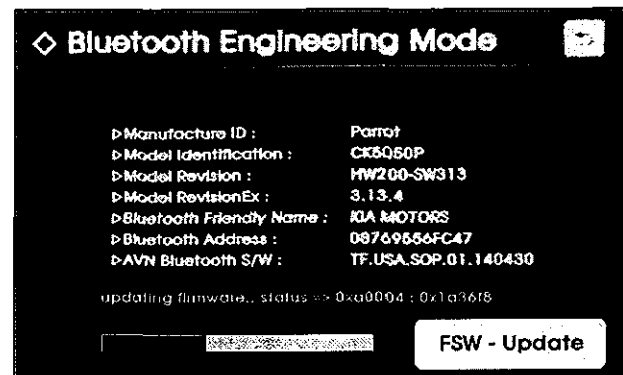 ◇ Bluetooth Engineering Mode
▷Manufacture ID : Parrot
▷Model Identification : CK5050P
▷Model Revision : HW200-SW313
▷Model RevisionEx : 3.13.4
▷Bluetooth Friendly Name : KIA MOTORS
▷Bluetooth Address : 08769556FC47
▷AVN Bluetooth S/W : TF.USA.SOP.01.140430
updating firmware.. status => 0xa0004 : 0x1a36f8
FSW - Update